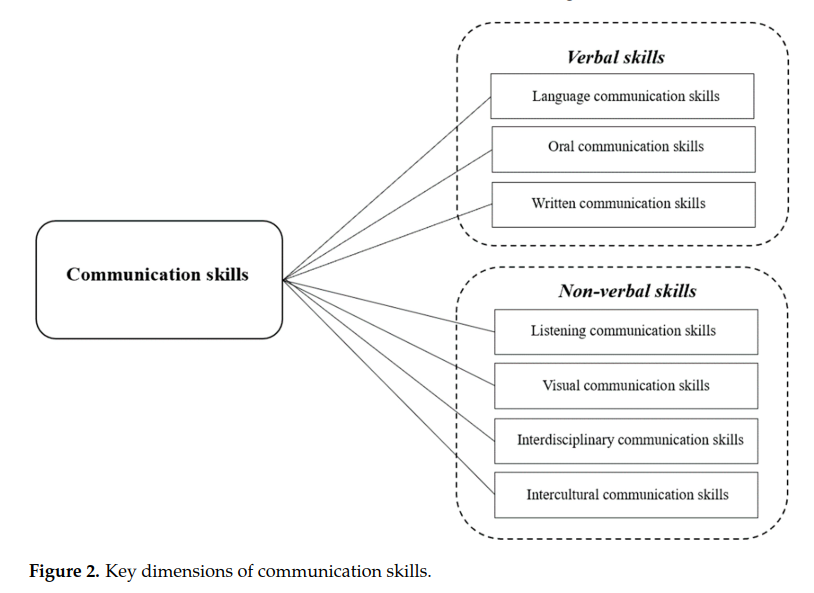 Verbal skills
Language communication skills
Oral communication skills
Written communication skills
Communication skills
Non-verbal skills
Listening communication skills
Visual communication skills
Interdisciplinary communication skills
Intercultural communication skills
Figure 2. Key dimensions of communication skills.